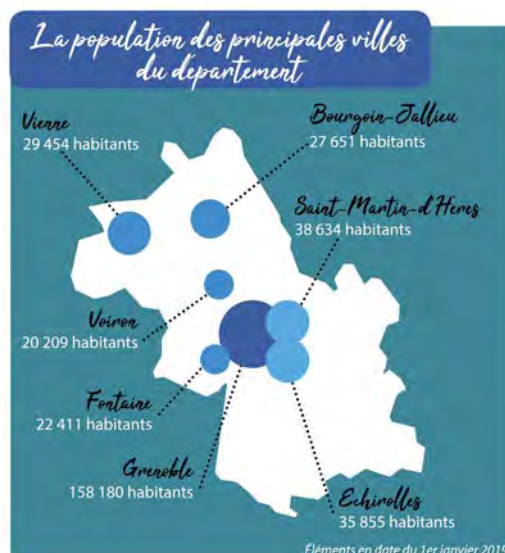 La population des principales villes
du département
Vienne
29 454 habitants
Bourgoin-Jallieu
27 651 habitants
Saint-Martin-d'Heres
38 634 habitants
Voiron
20 209 habitants
Fontaine
22 411 habitants
Grenoble
158 180 habitants
Echirolles
35 855 habitants
Éléments en date du 1er janvier 2019